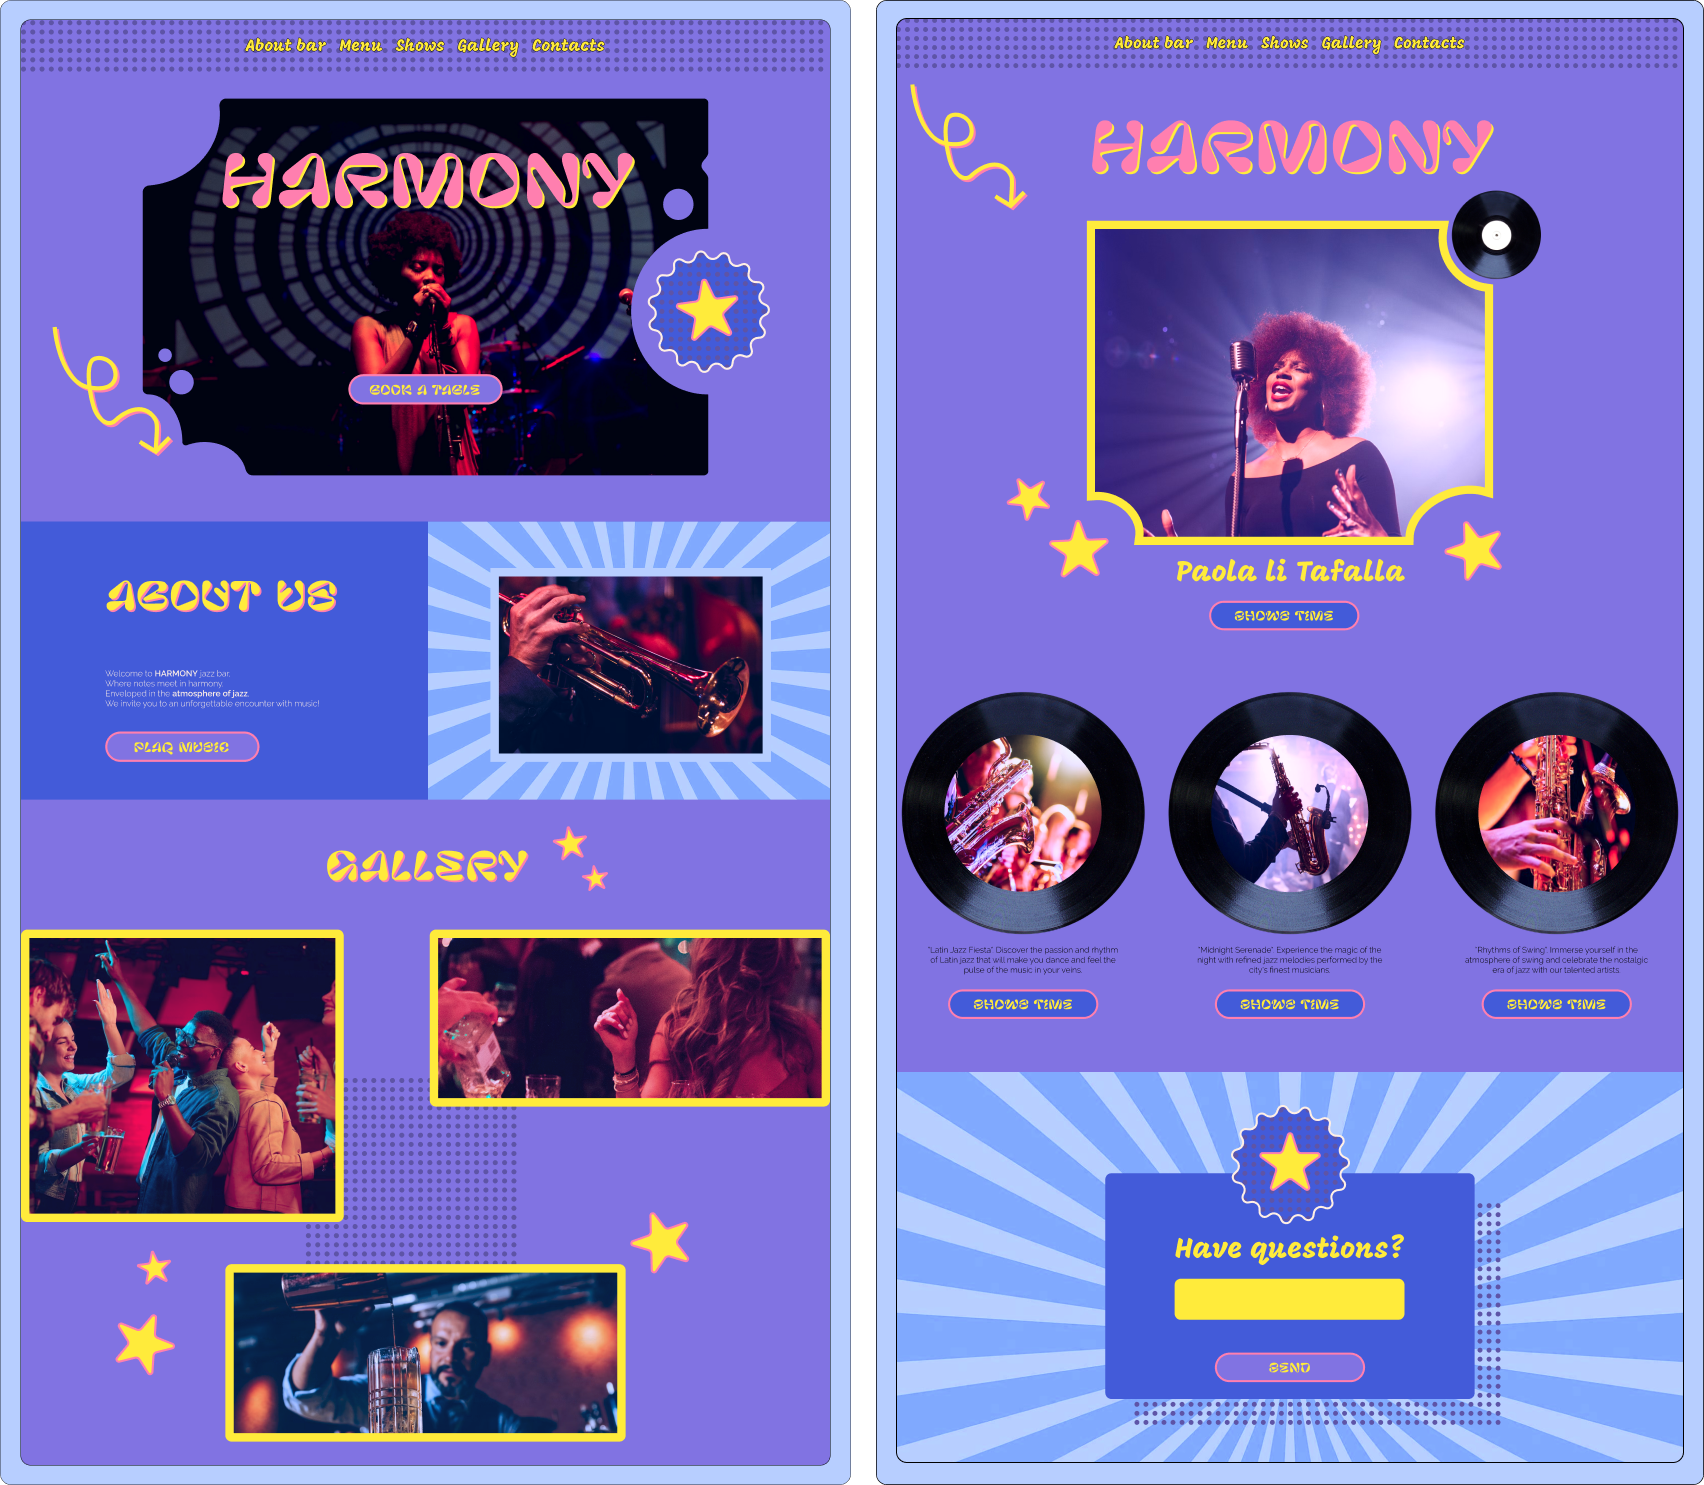 About bar Menu Shows Gallery Contacts
HARMONY
BOOK A TABLE
ABOUT US
Welcome to HARMONY jazz bar.
Where notes meet in harmony.
Enveloped in the atmosphere of jazz.
We invite you to an unforgettable encounter with music!
PLAY MUSIC
GALLERY
About bar Menu Shows Gallery Contacts
HARMONY
Paola li Tafalla
SHOWS TIME
"Latin Jazz Fiesta" Discover the passion and rhythm
of Latin jazz that will make you dance and feel the
pulse of the music in your veins.
SHOWS TIME
"Midnight Serenade" Experience the magic of the
night with refined jazz melodies performed by the
city's finest musicians.
SHOWS TIME
"Rhythms of Swing" Immerse yourself in the
atmosphere of swing and celebrate the nostalgic
era of jazz with our talented artists.
SHOWS TIME
Have questions?
SEND